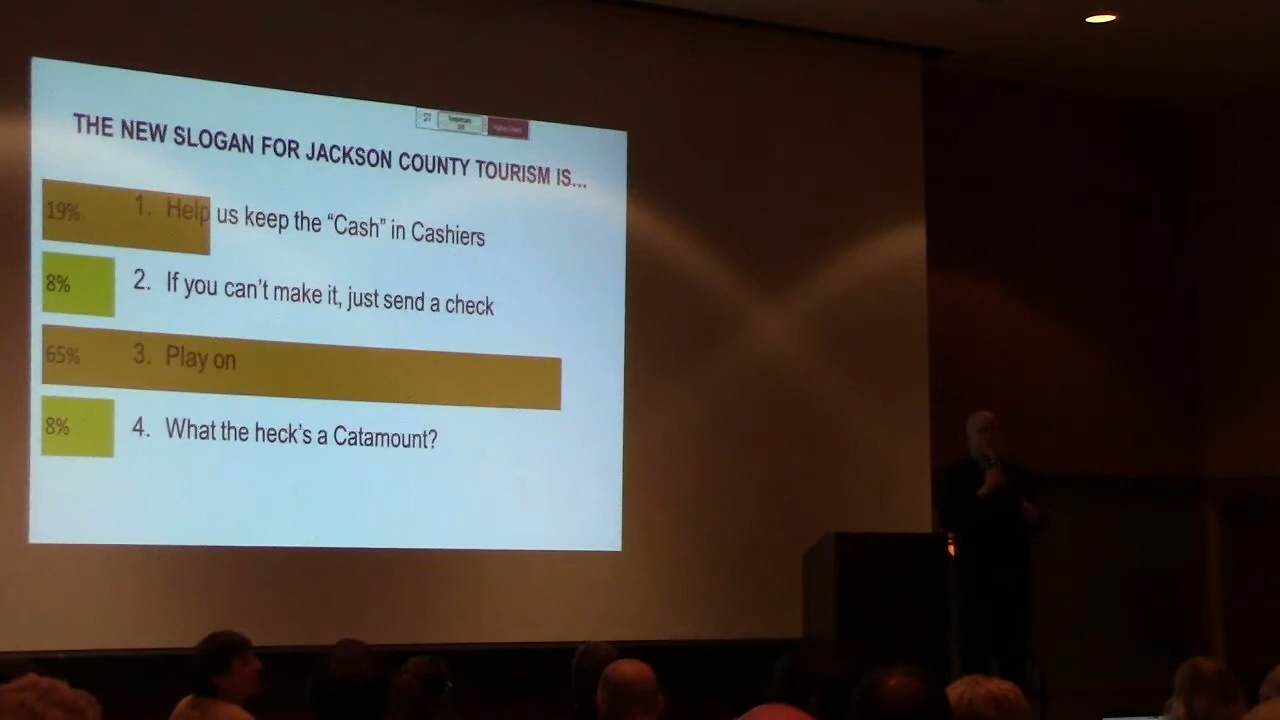 THE NEW SLOGAN FOR JACKSON COUNTY TOURISM IS...
19% 1. Help us keep the “Cash” in Cashiers
8% 2. If you can’t make it, just send a check
65% 3. Play on
8% 4. What the heck’s a Catamount?